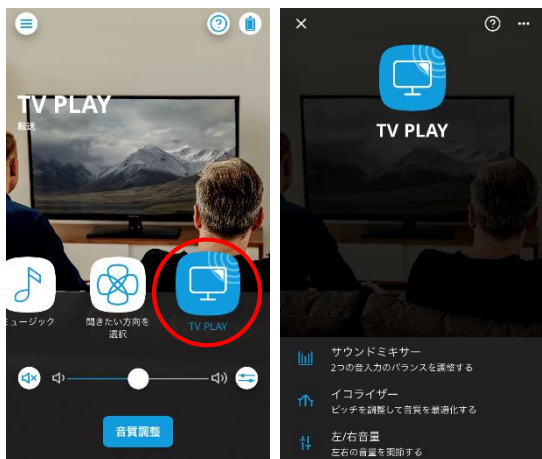 TV PLAY
転送
ミュージック
聞きたい方向を
選択
TV PLAY
音質調整
TV PLAY
サウンドミキサー
2つの音入力のバランスを調整する
イコライザー
ピッチを調整して音質を最適化する
左/右音量
左右の音量を調節する